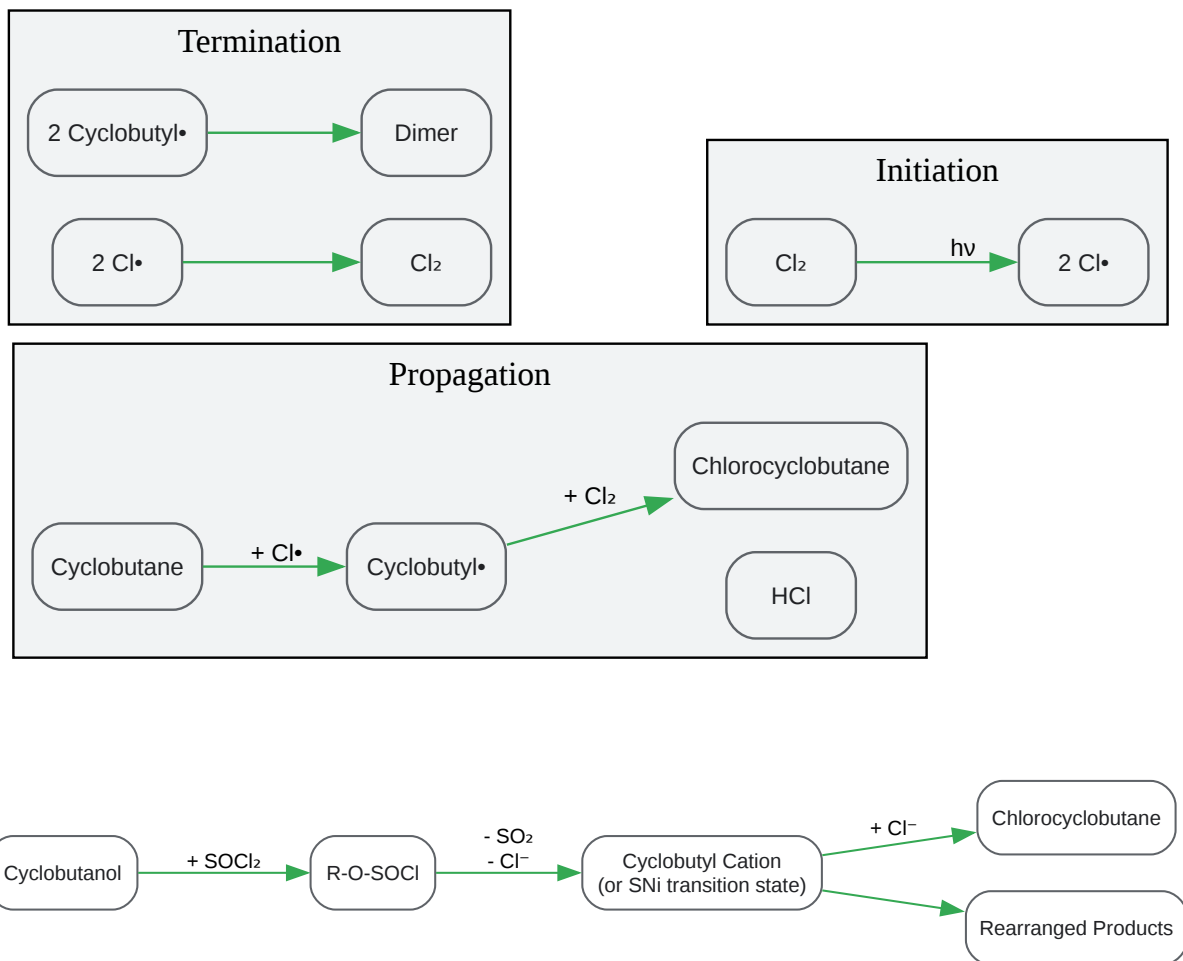 Termination
2 Cyclobutyl•
Dimer
2 Cl•
Cl₂
Initiation
Cl₂
hν
2 Cl•
Propagation
Cyclobutane
+ Cl•
Cyclobutyl•
+ Cl₂
Chlorocyclobutane
HCl
Cyclobutanol
+ SOCl₂
R-O-SOCl
- SO₂
- Cl⁻
Cyclobutyl Cation
(or SNi transition state)
+ Cl⁻
Chlorocyclobutane
Rearranged Products